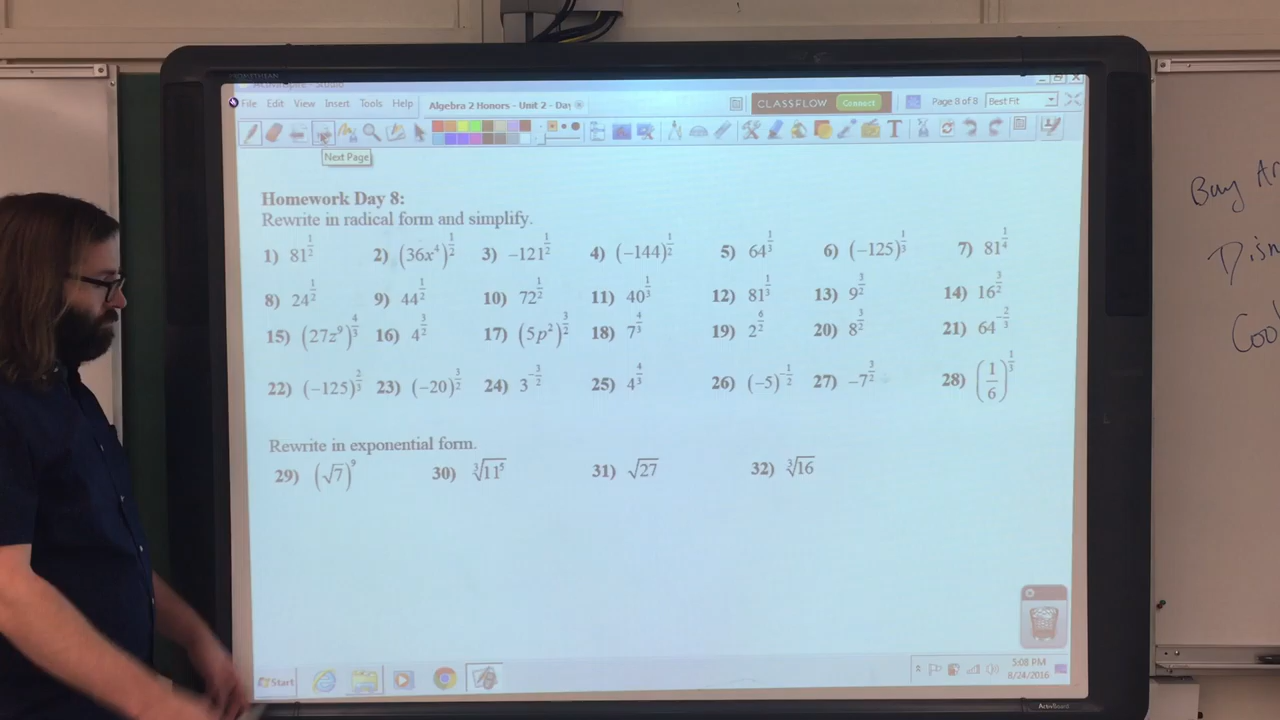 PROMETHEAN
ActivInspire - Studio
File Edit View Insert Tools Help
Algebra 2 Honors - Unit 2 - Day
CLASSFLOW Connect
Page 8 of 8 Best Fit
Next Page
Homework Day 8:
Rewrite in radical form and simplify.
1) 81^(1/2) 2) (36x^4)^(1/2) 3) −121^(1/2) 4) (−144)^(1/2) 5) 64^(1/3) 6) (−125)^(1/3) 7) 81^(1/4)
8) 24^(1/2) 9) 44^(1/2) 10) 72^(1/2) 11) 40^(1/3) 12) 81^(1/3) 13) 9^(3/2) 14) 16^(3/2)
15) (27z^9)^(4/3) 16) 4^(3/2) 17) (5p^2)^(3/2) 18) 7^(4/3) 19) 2^(6/2) 20) 8^(3/2) 21) 64^(−2/3)
22) (−125)^(2/3) 23) (−20)^(3/2) 24) 3^(−3/2) 25) 4^(4/3) 26) (−5)^(−1/2) 27) −7^(3/2) 28) (1/6)^(1/3)
Rewrite in exponential form.
29) (√7)^9 30) ∛11^5 31) √27 32) ∛16
Start
5:08 PM
8/24/2016
ActivBoard
Buy